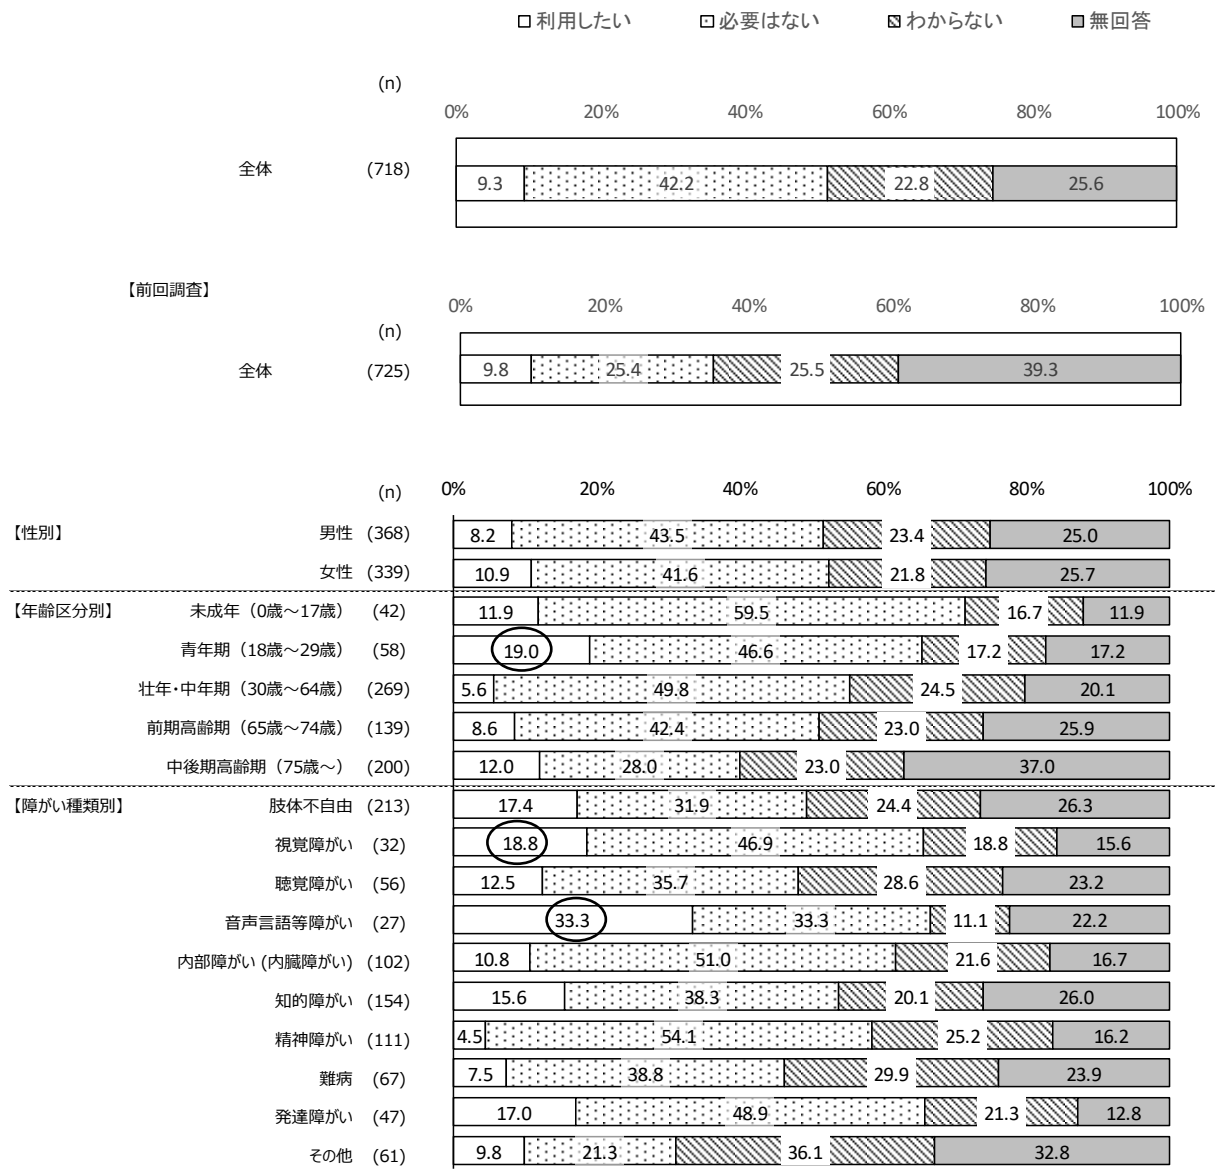 利用したい 必要はない わからない 無回答
(n)
0% 20% 40% 60% 80% 100%
全体 (718) 9.3 42.2 22.8 25.6
【前回調査】
0% 20% 40% 60% 80% 100%
(n)
全体 (725) 9.8 25.4 25.5 39.3
(n) 0% 20% 40% 60% 80% 100%
【性別】 男性 (368) 8.2 43.5 23.4 25.0
女性 (339) 10.9 41.6 21.8 25.7
【年齢区分別】 未成年（0歳～17歳） (42) 11.9 59.5 16.7 11.9
青年期（18歳～29歳） (58) 19.0 46.6 17.2 17.2
壮年・中年期（30歳～64歳） (269) 5.6 49.8 24.5 20.1
前期高齢期（65歳～74歳） (139) 8.6 42.4 23.0 25.9
中後期高齢期（75歳～） (200) 12.0 28.0 23.0 37.0
【障がい種類別】 肢体不自由 (213) 17.4 31.9 24.4 26.3
視覚障がい (32) 18.8 46.9 18.8 15.6
聴覚障がい (56) 12.5 35.7 28.6 23.2
音声言語等障がい (27) 33.3 33.3 11.1 22.2
内部障がい (内臓障がい) (102) 10.8 51.0 21.6 16.7
知的障がい (154) 15.6 38.3 20.1 26.0
精神障がい (111) 4.5 54.1 25.2 16.2
難病 (67) 7.5 38.8 29.9 23.9
発達障がい (47) 17.0 48.9 21.3 12.8
その他 (61) 9.8 21.3 36.1 32.8